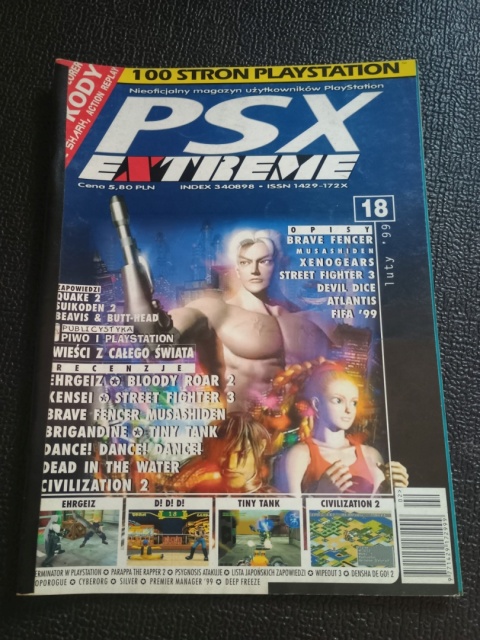 100 STRON PLAYSTATION
KODY
SHARK, ACTION REPLAY
Nieoficjalny magazyn użytkowników PlayStation
PSX
EXTREME
Cena 5,80 PLN INDEX 340898 • ISSN 1429-172X
18
luty '99
OPISY
BRAVE FENCER
MUSASHIDEN
XENOGEARS
STREET FIGHTER 3
DEVIL DICE
ATLANTIS
FIFA '99
ZAPOWIEDZI
QUAKE 2
SUIKODEN 2
BEAVIS & BUTT-HEAD
PUBLICYSTYKA
PIWO I PLAYSTATION
WIEŚCI Z CAŁEGO ŚWIATA
RECENZJE
EHRGEIZ ✪ BLOODY ROAR 2
KENSEI ✪ STREET FIGHTER 3
BRAVE FENCER MUSASHIDEN
BRIGANDINE ✪ TINY TANK
DANCE! DANCE! DANCE!
DEAD IN THE WATER
CIVILIZATION 2
EHRGEIZ D! D! D! TINY TANK CIVILIZATION 2
ERMINATOR W PLAYSTATION ✪ PARAPPA THE RAPPER 2 ✪ PSYGNOSIS ATAKUJE ✪ LISTA JAPOŃSKICH ZAPOWIEDZI ✪ WIPEOUT 3 ✪ DENSHA DE GO! 2
OPOROGUE ✪ CYBERORG ✪ SILVER ✪ PREMIER MANAGER '99 ✪ DEEP FREEZE